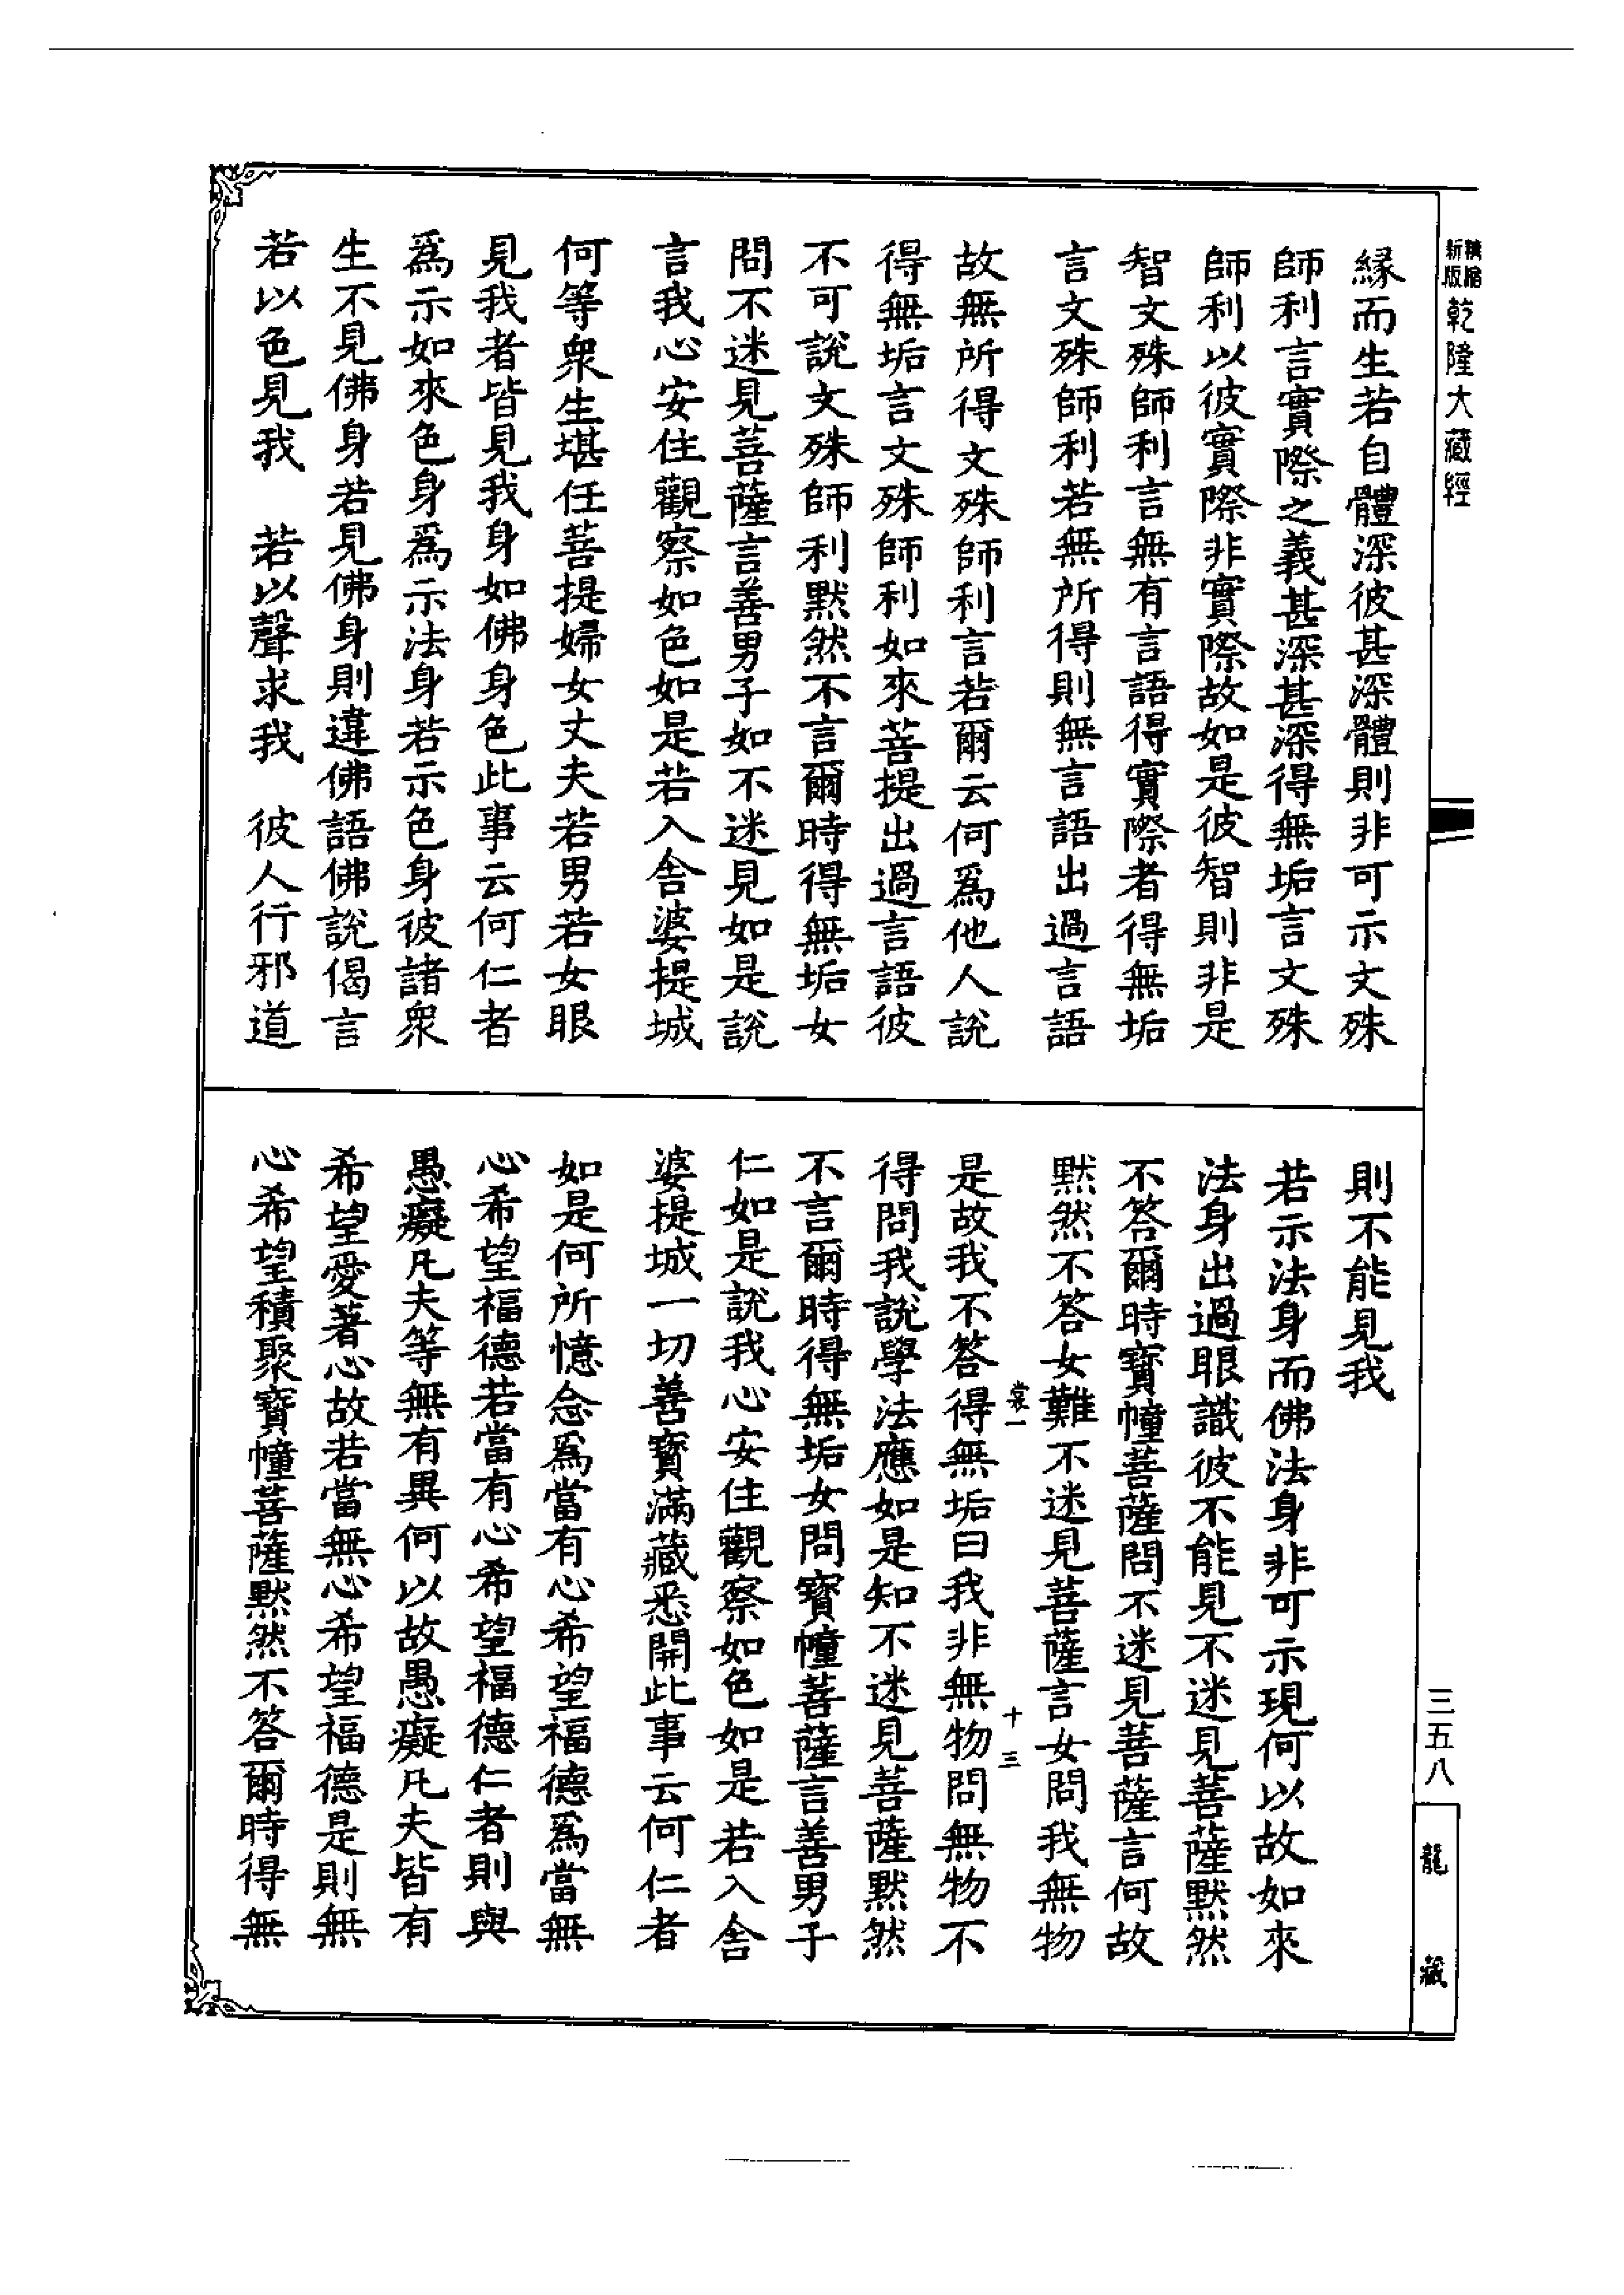 精縮
新版
乾隆大藏經
緣而生若自體深彼甚深體則非可示文殊
師利言實際之義甚深甚深得無垢言文殊
師利以彼實際非實際故如是彼智則非是
智文殊師利言無有言語得實際者得無垢
言文殊師利若無所得則無言語出過言語
故無所得文殊師利言若爾云何為他人說
得無垢言文殊師利如來菩提出過言語彼
不可說文殊師利默然不言爾時得無垢女
問不迷見菩薩言善男子如不迷見如是說
言我心安住觀察如色如是若入舍婆提城
何等衆生堪任菩提婦女丈夫若男若女眼
見我者皆見我身如佛身色此事云何仁者
爲示如來色身爲示法身若示色身彼諸衆
生不見佛身若見佛身則違佛語佛說偈言
若以色見我　若以聲求我　彼人行邪道
則不能見我
若示法身而佛法身非可示現何以故如來
法身出過眼識彼不能見不迷見菩薩默然
不答爾時寶幢菩薩問不迷見菩薩言何故
默然不答女難不迷見菩薩言女問我無物
裳一
十三
是故我不答得無垢曰我非無物問無物不
得問我說學法應如是知不迷見菩薩默然
不言爾時得無垢女問寶幢菩薩言善男子
仁如是說我心安住觀察如色如是若入舍
婆提城一切善寶滿藏悉開此事云何仁者
如是何所憶念爲當有心希望福德爲當無
心希望福德若當有心希望福德仁者則與
愚癡凡夫等無有異何以故愚癡凡夫皆有
希望愛著心故若當無心希望福德是則無
心希望積聚寶幢菩薩默然不答爾時得無
三五八
龍藏